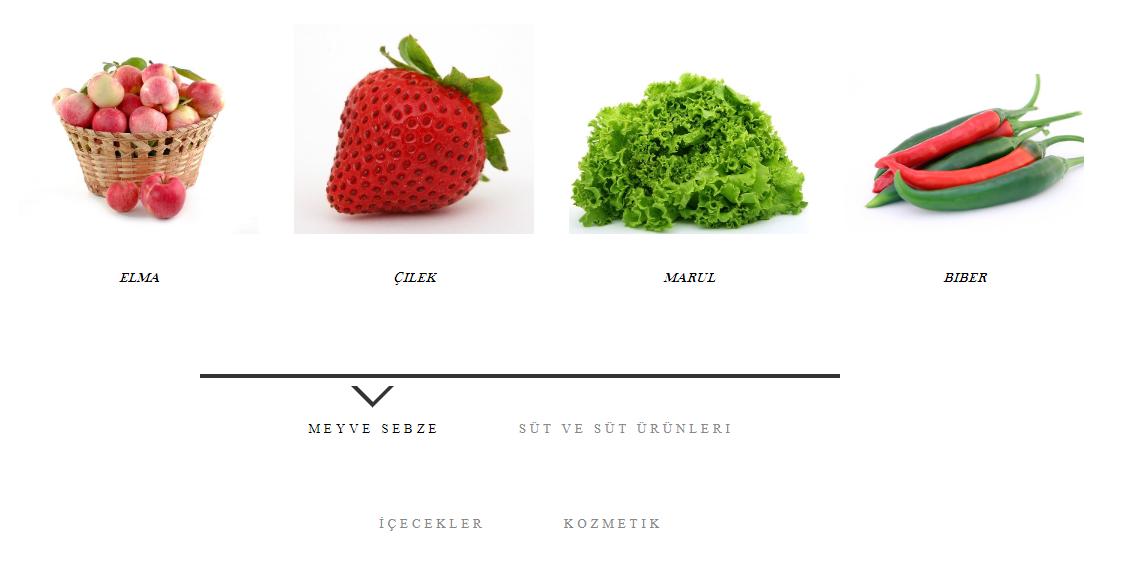 ELMA
ÇILEK
MARUL
BIBER
MEYVE SEBZE
SÜT VE SÜT ÜRÜNLERI
İÇECEKLER
KOZMETIK